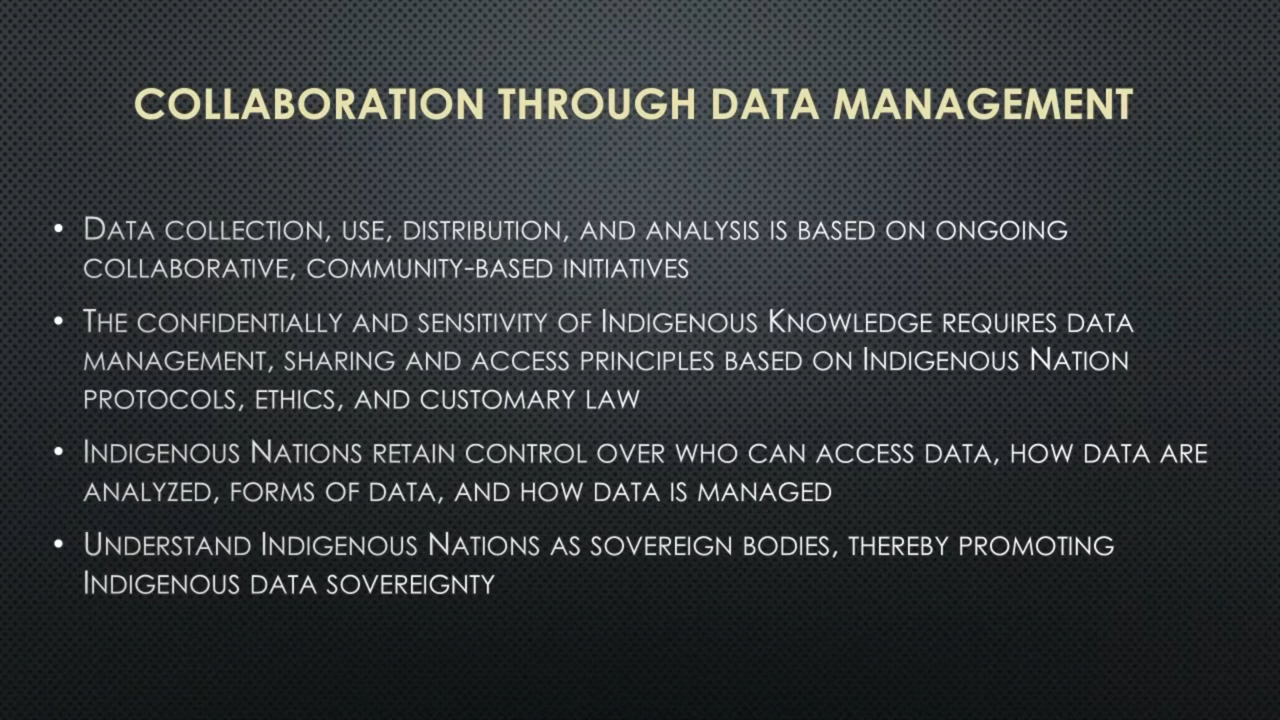 COLLABORATION THROUGH DATA MANAGEMENT
• Data collection, use, distribution, and analysis is based on ongoing
collaborative, community-based initiatives
• The confidentially and sensitivity of Indigenous Knowledge requires data
management, sharing and access principles based on Indigenous Nation
protocols, ethics, and customary law
• Indigenous Nations retain control over who can access data, how data are
analyzed, forms of data, and how data is managed
• Understand Indigenous Nations as sovereign bodies, thereby promoting
Indigenous data sovereignty